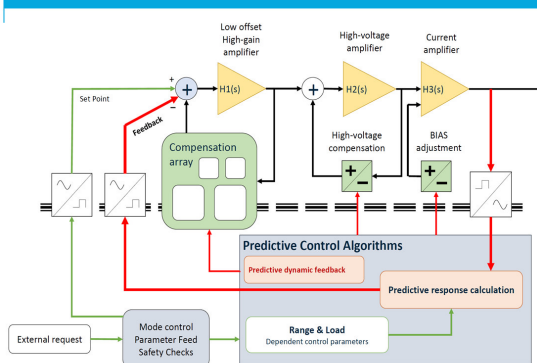 Low offset
High-gain
amplifier
High-voltage
amplifier
Current
amplifier
+
−
+
H1(s)
+
H2(s)
H3(s)
Set Point
Feedback
Compensation
array
High-voltage
compensation
BIAS
adjustment
+
−
+
−
Predictive Control Algorithms
Predictive dynamic feedback
Predictive response calculation
External request
Mode control
Parameter Feed
Safety Checks
Range & Load
Dependent control parameters